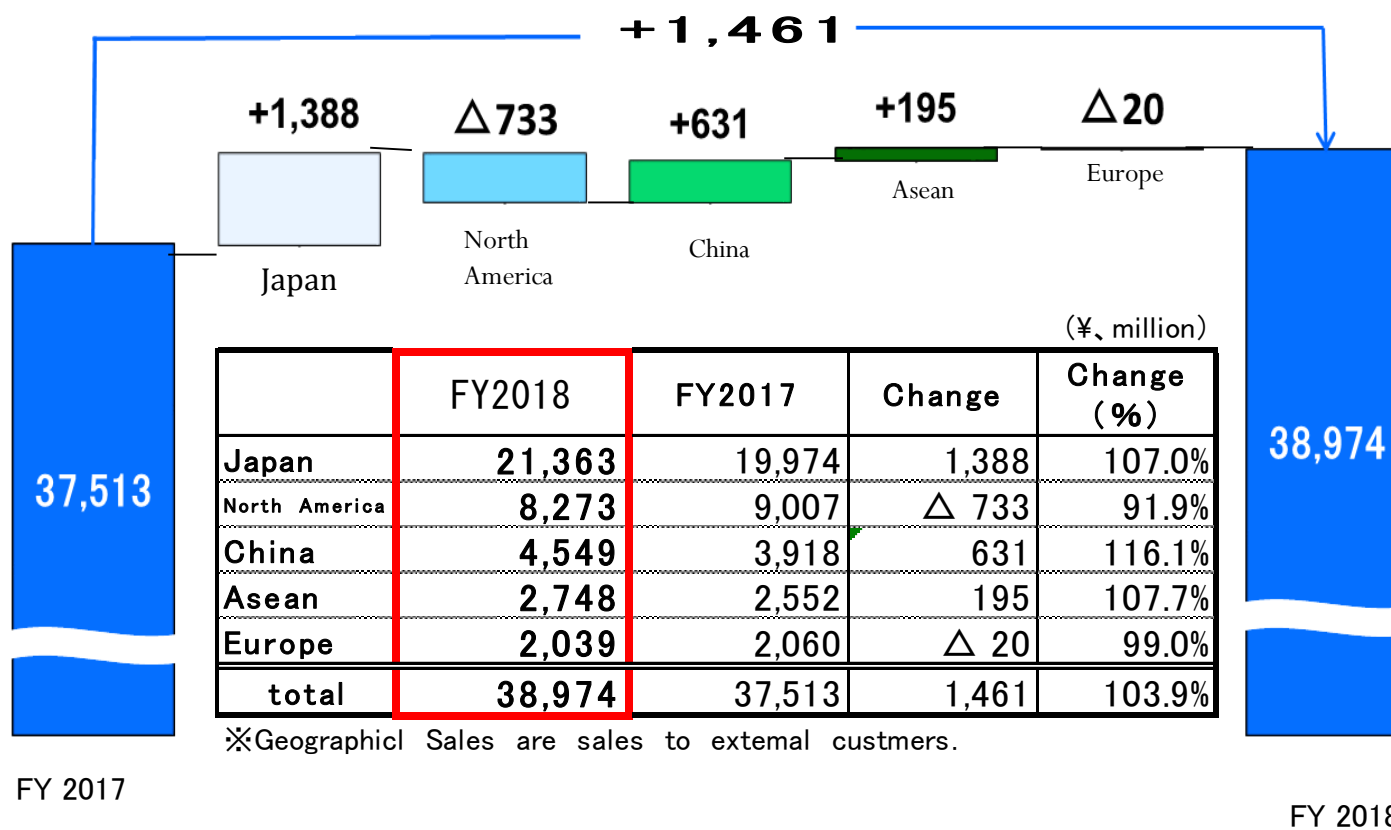 +1,461
+1,388
△733
+631
+195
△20
Japan
North
America
China
Asean
Europe
(¥、million)
FY2018 FY2017 Change Change
(%)
Japan 21,363 19,974 1,388 107.0%
North America 8,273 9,007 △ 733 91.9%
China 4,549 3,918 631 116.1%
Asean 2,748 2,552 195 107.7%
Europe 2,039 2,060 △ 20 99.0%
total 38,974 37,513 1,461 103.9%
37,513
38,974
※Geographicl Sales are sales to extemal custmers.
FY 2017
FY 2018